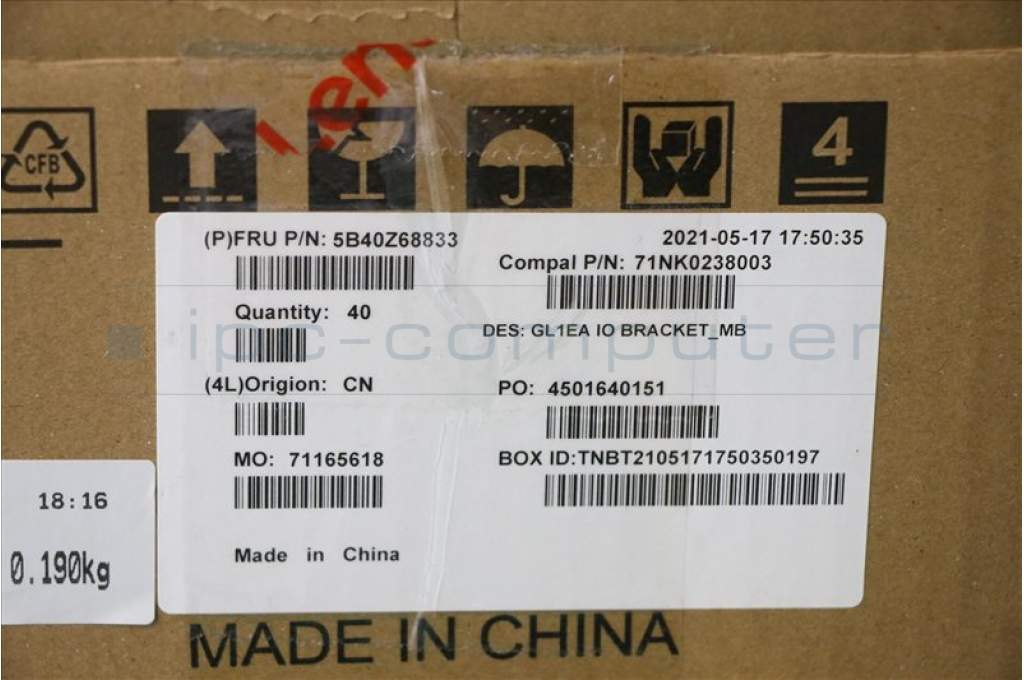 Len
CFB
4
(P)FRU P/N: 5B40Z68833
2021-05-17 17:50:35
Compal P/N: 71NK0238003
Quantity: 40
DES: GL1EA IO BRACKET_MB
ipc-computer
(4L)Origion: CN
PO: 4501640151
MO: 71165618
BOX ID:TNBT2105171750350197
18:16
Made in China
0.190kg
MADE IN CHINA